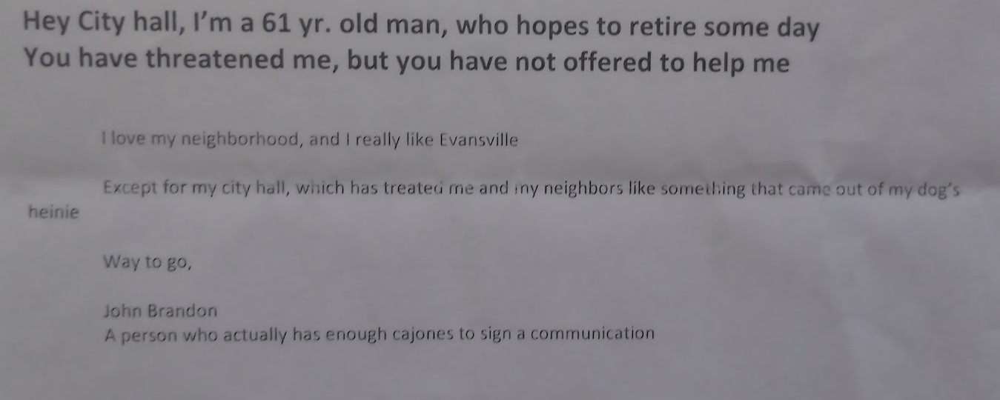 Hey City hall, I'm a 61 yr. old man, who hopes to retire some day
You have threatened me, but you have not offered to help me
I love my neighborhood, and I really like Evansville
Except for my city hall, which has treated me and my neighbors like something that came out of my dog's
heinie
Way to go,
John Brandon
A person who actually has enough cajones to sign a communication